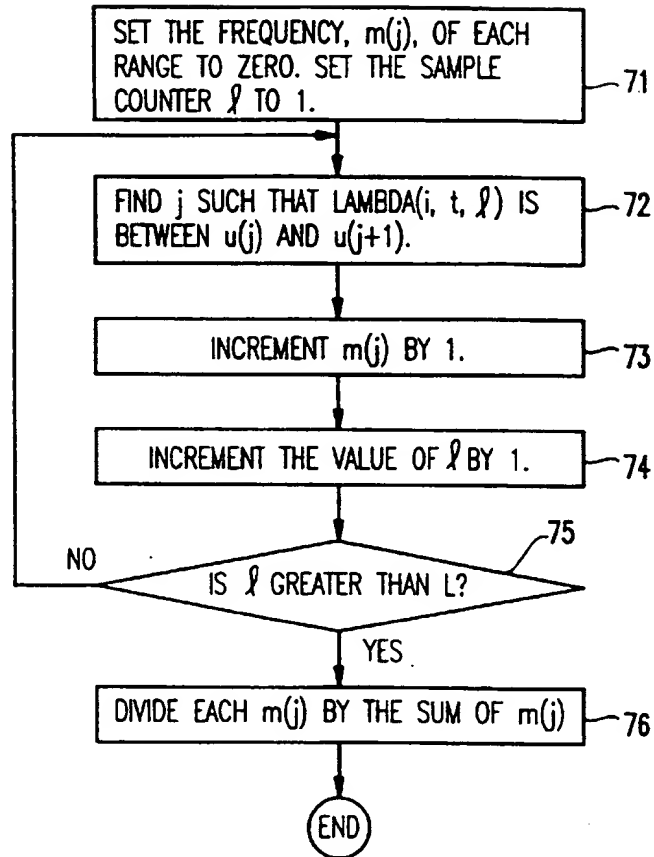 SET THE FREQUENCY, m(j), OF EACH
RANGE TO ZERO. SET THE SAMPLE
COUNTER ℓ TO 1.
71
FIND j SUCH THAT LAMBDA(i, t, ℓ) IS
BETWEEN u(j) AND u(j+1).
72
INCREMENT m(j) BY 1.
73
INCREMENT THE VALUE OF ℓ BY 1.
74
75
NO
IS ℓ GREATER THAN L?
YES
DIVIDE EACH m(j) BY THE SUM OF m(j)
76
END